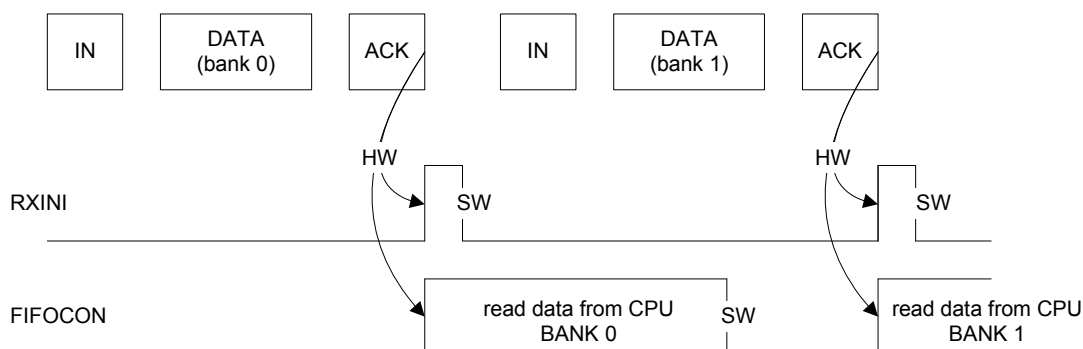 IN
DATA
(bank 0)
ACK
IN
DATA
(bank 1)
ACK
HW
HW
RXINI
SW
SW
FIFOCON
read data from CPU
BANK 0
SW
read data from CPU
BANK 1